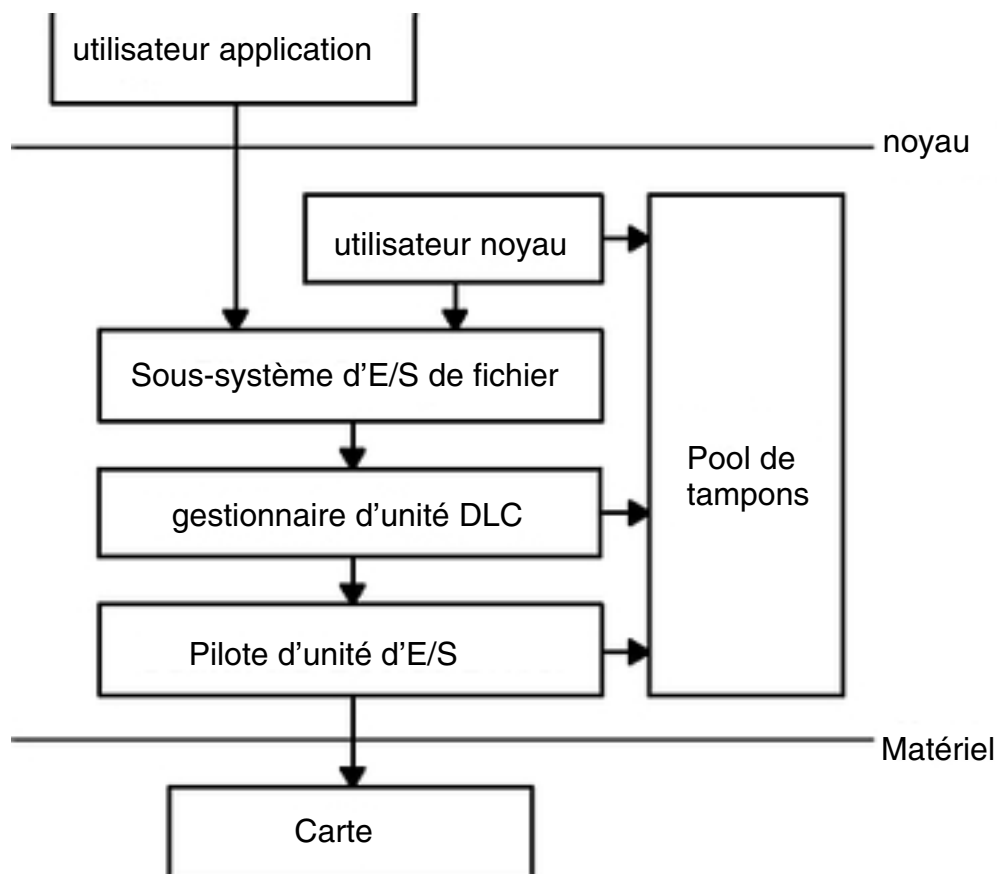 utilisateur application
noyau
utilisateur noyau
Sous-système d’E/S de fichier
Pool de
tampons
gestionnaire d’unité DLC
Pilote d’unité d’E/S
Matériel
Carte